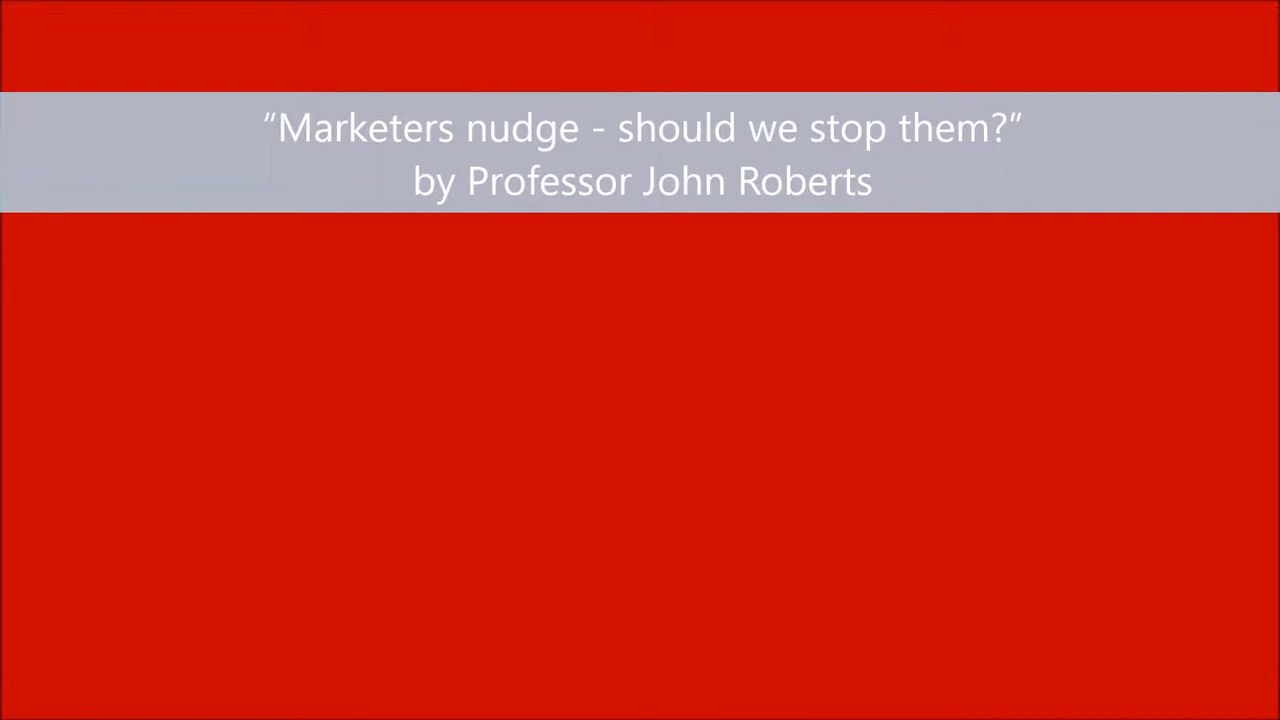 “Marketers nudge - should we stop them?”
by Professor John Roberts